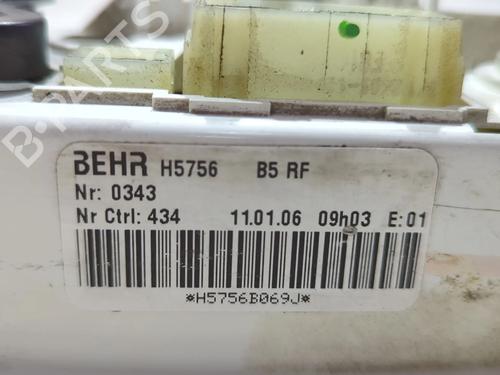 B-PARTS
BEHR H5756 B5 RF
Nr: 0343
Nr Ctrl: 434 11.01.06 09h03 E: 01
*H5756B069J*